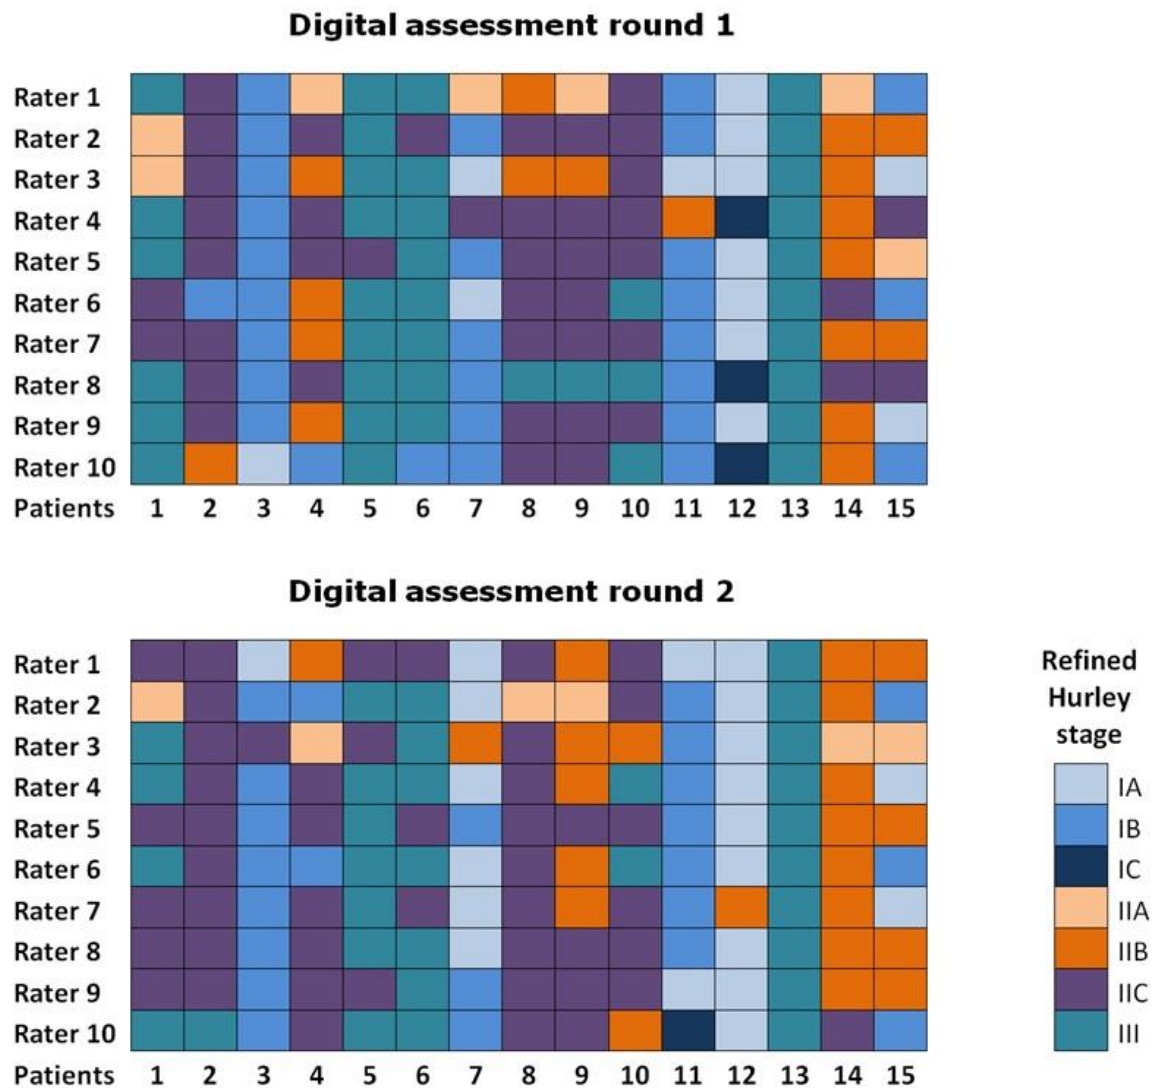 Digital assessment round 1
Rater 1
Rater 2
Rater 3
Rater 4
Rater 5
Rater 6
Rater 7
Rater 8
Rater 9
Rater 10
Patients 1 2 3 4 5 6 7 8 9 10 11 12 13 14 15
Digital assessment round 2
Rater 1
Rater 2
Rater 3
Rater 4
Rater 5
Rater 6
Rater 7
Rater 8
Rater 9
Rater 10
Patients 1 2 3 4 5 6 7 8 9 10 11 12 13 14 15
Refined
Hurley
stage
IA
IB
IC
IIA
IIB
IIC
III